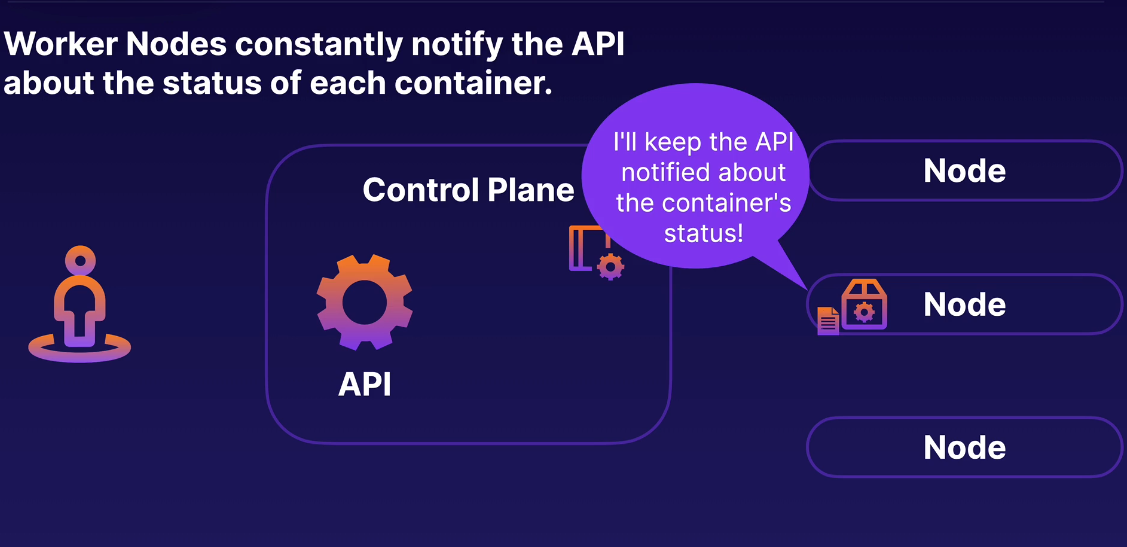 Worker Nodes constantly notify the API
about the status of each container.
I'll keep the API
notified about
the container's
status!
Control Plane
API
Node
Node
Node